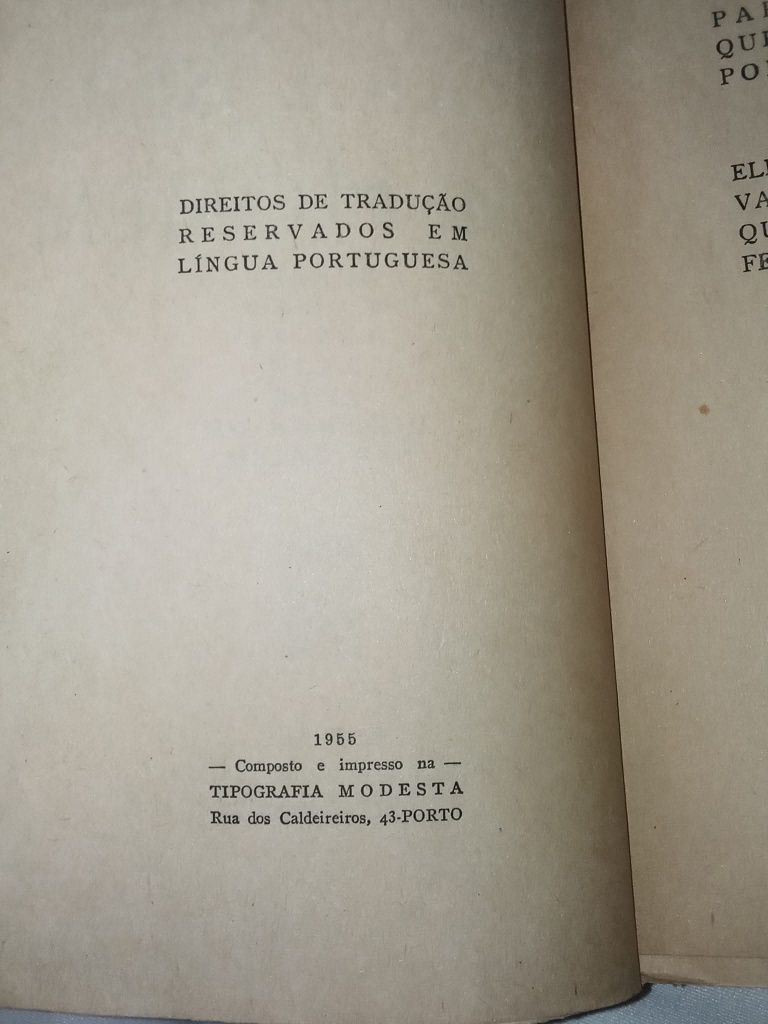 DIREITOS DE TRADUÇÃO
RESERVADOS EM
LÍNGUA PORTUGUESA
1955
— Composto e impresso na —
TIPOGRAFIA MODESTA
Rua dos Caldeireiros, 43-PORTO